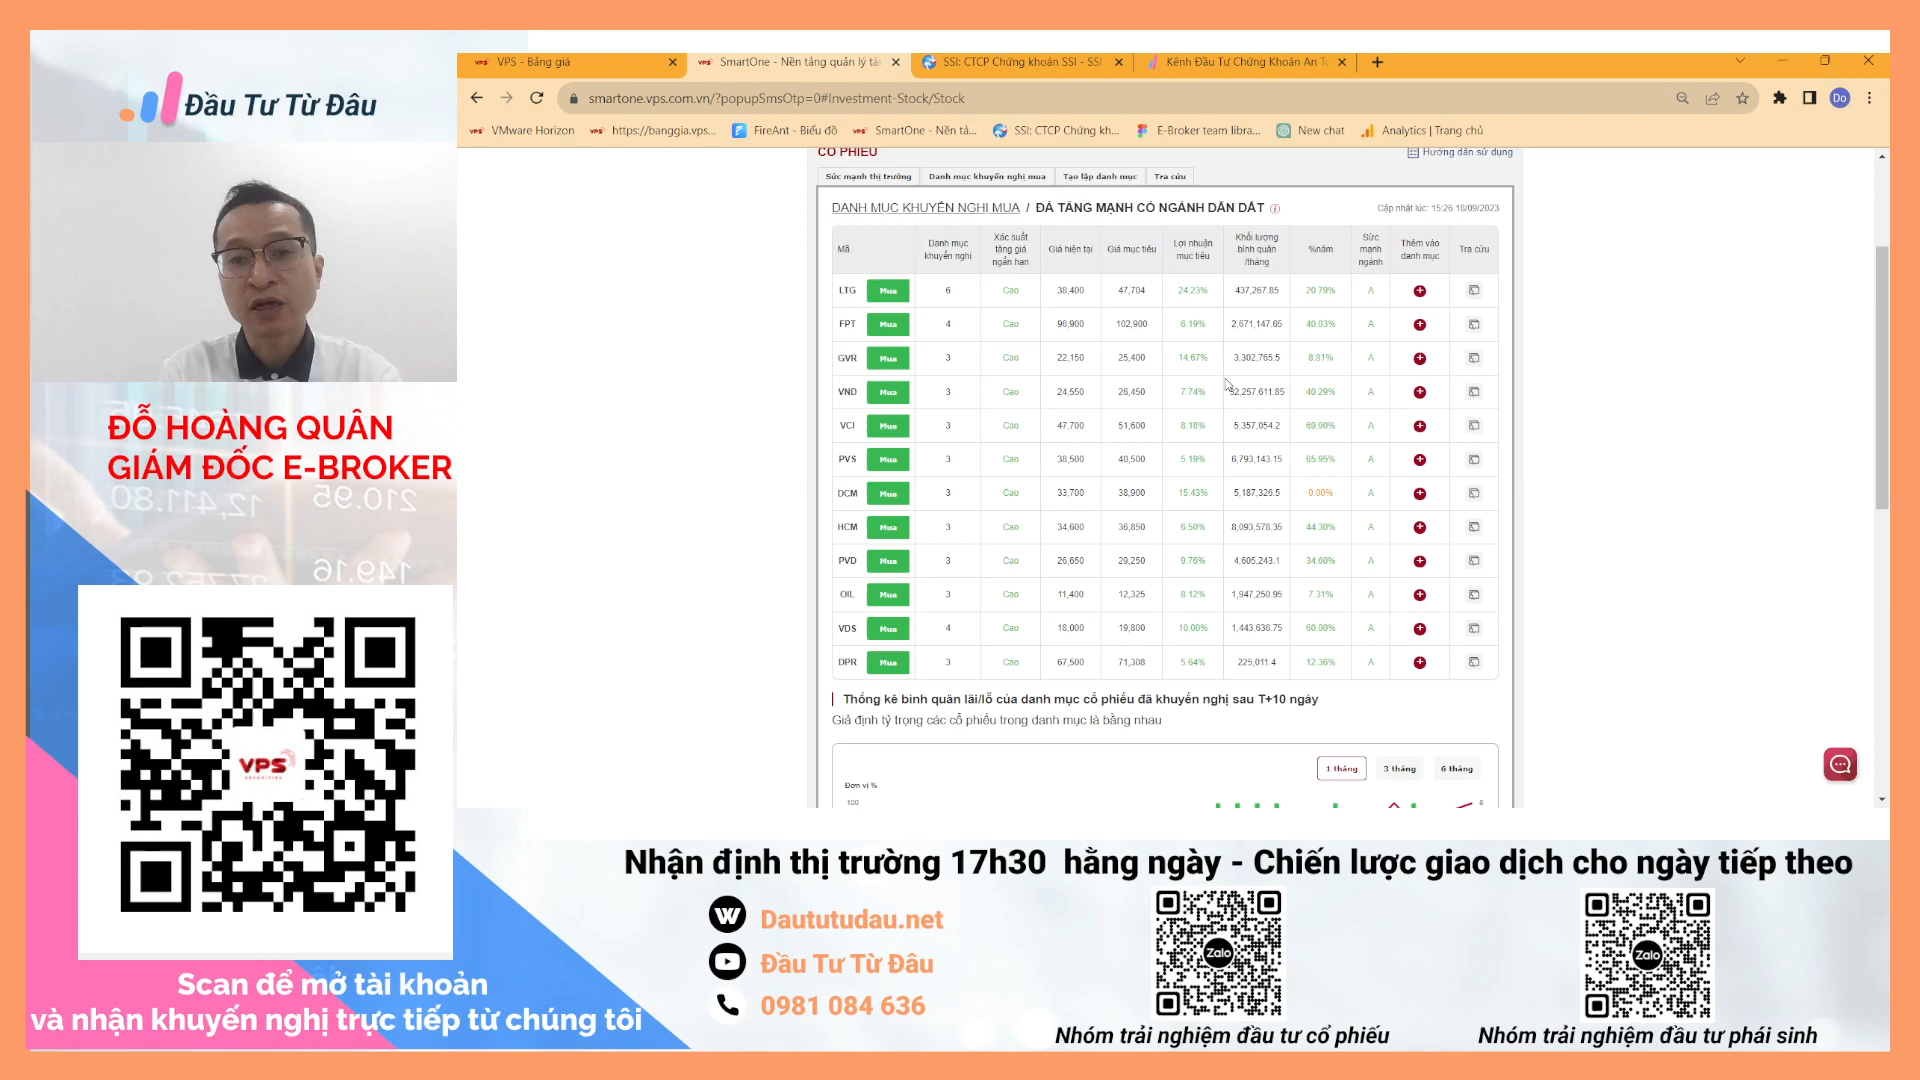 Đầu Tư Từ Đâu
ĐỖ HOÀNG QUÂN
GIÁM ĐỐC E-BROKER
VPS
Scan để mở tài khoản
và nhận khuyến nghị trực tiếp từ chúng tôi
VPS - Bảng giá
SmartOne - Nền tảng quản lý tà
SSI: CTCP Chứng khoán SSI - SSI
Kênh Đầu Tư Chứng Khoán An T
smartone.vps.com.vn/?popupSmsOtp=0#Investment-Stock/Stock
Do
VMware Horizon https://banggia.vps... FireAnt - Biểu đồ SmartOne - Nền tả... SSI: CTCP Chứng kh... E-Broker team libra... New chat Analytics | Trang chủ
CỔ PHIẾU
Hướng dẫn sử dụng
Sức mạnh thị trường Danh mục khuyến nghị mua Tạo lập danh mục Tra cứu
DANH MỤC KHUYẾN NGHỊ MUA / ĐÃ TĂNG MẠNH CÓ NGÀNH DẪN DẮT
Cập nhật lúc: 15:26 18/09/2023
Mã Danh mục khuyến nghị Xác suất tăng giá ngắn hạn Giá hiện tại Giá mục tiêu Lợi nhuận mục tiêu Khối lượng bình quân /tháng %năm Sức mạnh ngành Thêm vào danh mục Tra cứu
LTG Mua 6 Cao 38,400 47,704 24.23% 437,267.85 20.79% A
FPT Mua 4 Cao 96,900 102,900 6.19% 2,671,147.65 40.03% A
GVR Mua 3 Cao 22,150 25,400 14.67% 3,302,765.5 8.81% A
VND Mua 3 Cao 24,550 26,450 7.74% 2,257,611.85 40.29% A
VCI Mua 3 Cao 47,700 51,600 8.18% 5,357,054.2 69.90% A
PVS Mua 3 Cao 38,500 40,500 5.19% 6,793,143.15 65.95% A
DCM Mua 3 Cao 33,700 38,900 15.43% 5,187,326.5 0.00% A
HCM Mua 3 Cao 34,600 36,850 6.50% 8,093,578.35 44.30% A
PVD Mua 3 Cao 26,650 29,250 9.76% 4,605,243.1 34.60% A
OIL Mua 3 Cao 11,400 12,325 8.12% 1,947,250.95 7.31% A
VDS Mua 4 Cao 18,000 19,800 10.00% 1,443,636.75 60.00% A
DPR Mua 3 Cao 67,500 71,308 5.64% 225,011.4 12.36% A
Thống kê bình quân lãi/lỗ của danh mục cổ phiếu đã khuyến nghị sau T+10 ngày
Giả định tỷ trọng các cổ phiếu trong danh mục là bằng nhau
1 tháng 3 tháng 6 tháng
Đơn vị %
100 8
Nhận định thị trường 17h30 hằng ngày - Chiến lược giao dịch cho ngày tiếp theo
Daututudau.net
Đầu Tư Từ Đâu
0981 084 636
Zalo
Nhóm trải nghiệm đầu tư cổ phiếu
Zalo
Nhóm trải nghiệm đầu tư phái sinh